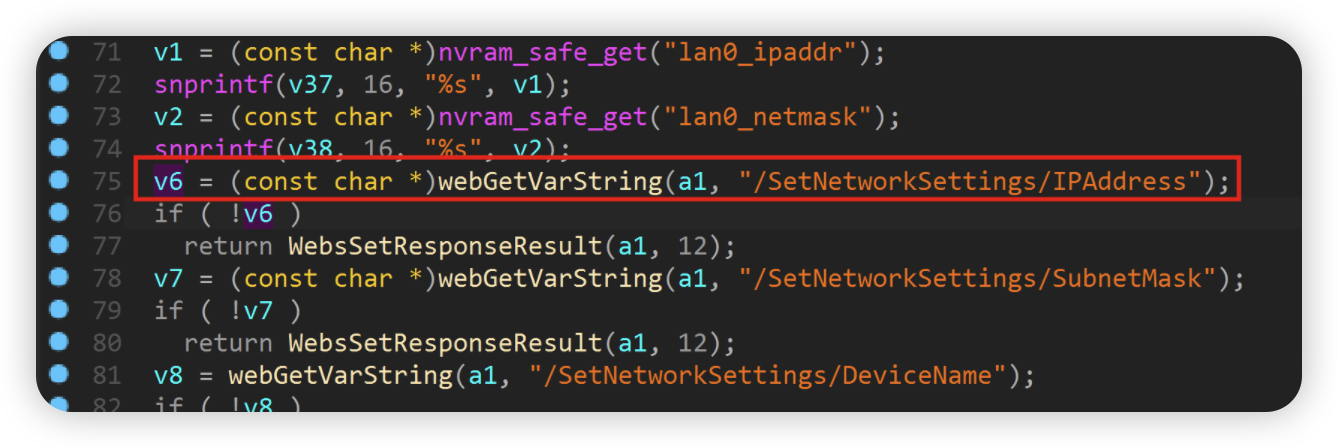 71 v1 = (const char *)nvram_safe_get("lan0_ipaddr");
72 snprintf(v37, 16, "%s", v1);
73 v2 = (const char *)nvram_safe_get("lan0_netmask");
74 snprintf(v38, 16, "%s", v2);
75 v6 = (const char *)webGetVarString(a1, "/SetNetworkSettings/IPAddress");
76 if ( !v6 )
77 return WebsSetResponseResult(a1, 12);
78 v7 = (const char *)webGetVarString(a1, "/SetNetworkSettings/SubnetMask");
79 if ( !v7 )
80 return WebsSetResponseResult(a1, 12);
81 v8 = webGetVarString(a1, "/SetNetworkSettings/DeviceName");
82 if ( !v8 )